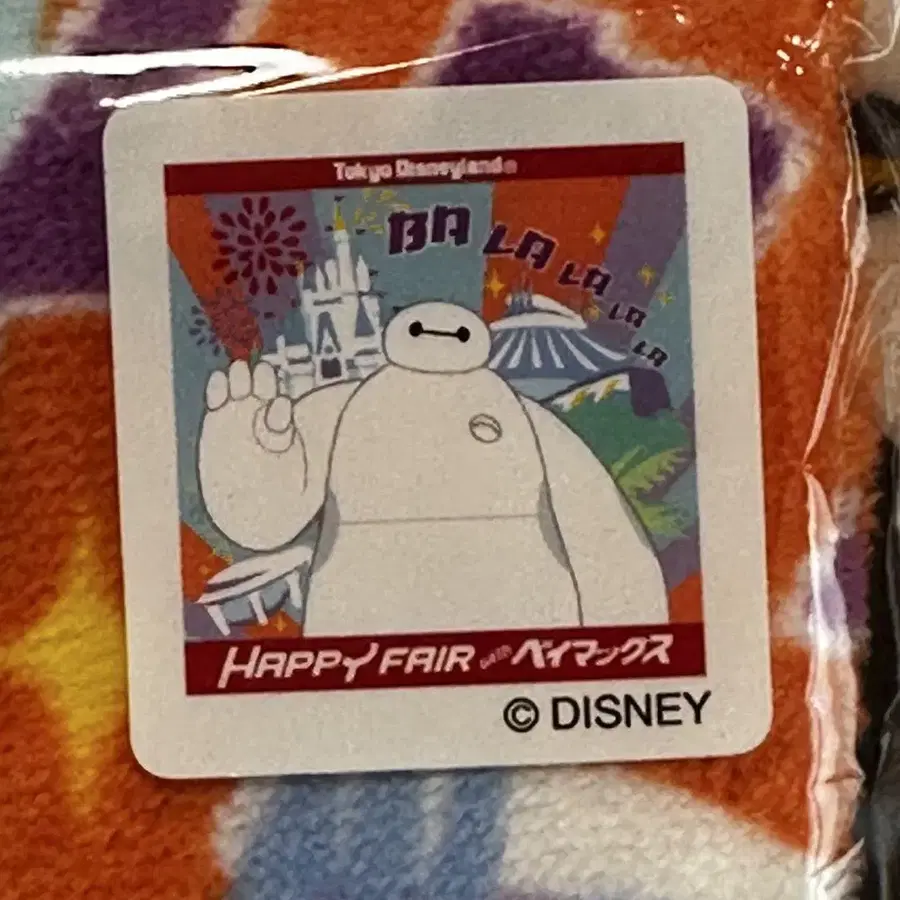 Tokyo Disneyland®
BA LA LA LA LA
HAPPY FAIR with ベイマックス
© DISNEY